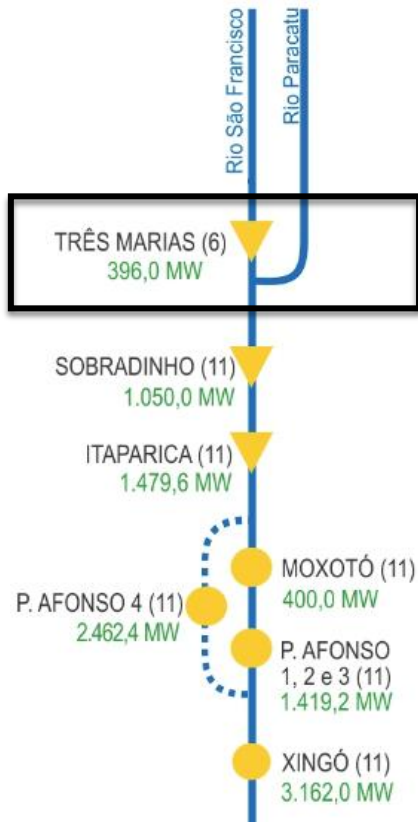 Rio São Francisco
Rio Paracatu
TRÊS MARIAS (6)
396,0 MW
SOBRADINHO (11)
1.050,0 MW
ITAPARICA (11)
1.479,6 MW
MOXOTÓ (11)
400,0 MW
P. AFONSO 4 (11)
2.462,4 MW
P. AFONSO
1, 2 e 3 (11)
1.419,2 MW
XINGÓ (11)
3.162,0 MW